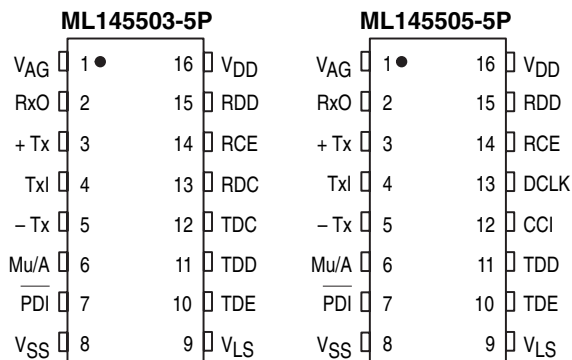 ML145503-5P
VAG 1 16 VDD
RxO 2 15 RDD
+ Tx 3 14 RCE
TxI 4 13 RDC
– Tx 5 12 TDC
Mu/A 6 11 TDD
PDI 7 10 TDE
VSS 8 9 VLS
ML145505-5P
VAG 1 16 VDD
RxO 2 15 RDD
+ Tx 3 14 RCE
TxI 4 13 DCLK
– Tx 5 12 CCI
Mu/A 6 11 TDD
PDI 7 10 TDE
VSS 8 9 VLS